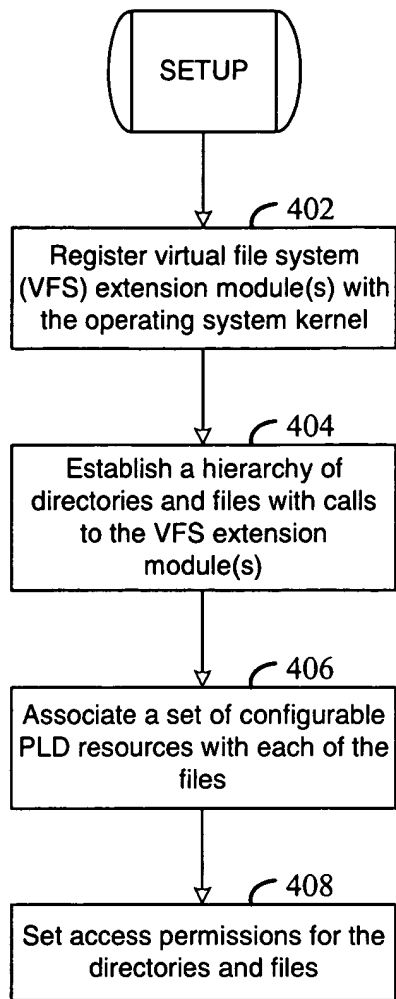 SETUP
402
Register virtual file system
(VFS) extension module(s) with
the operating system kernel
404
Establish a hierarchy of
directories and files with calls
to the VFS extension
module(s)
406
Associate a set of configurable
PLD resources with each of the
files
408
Set access permissions for the
directories and files